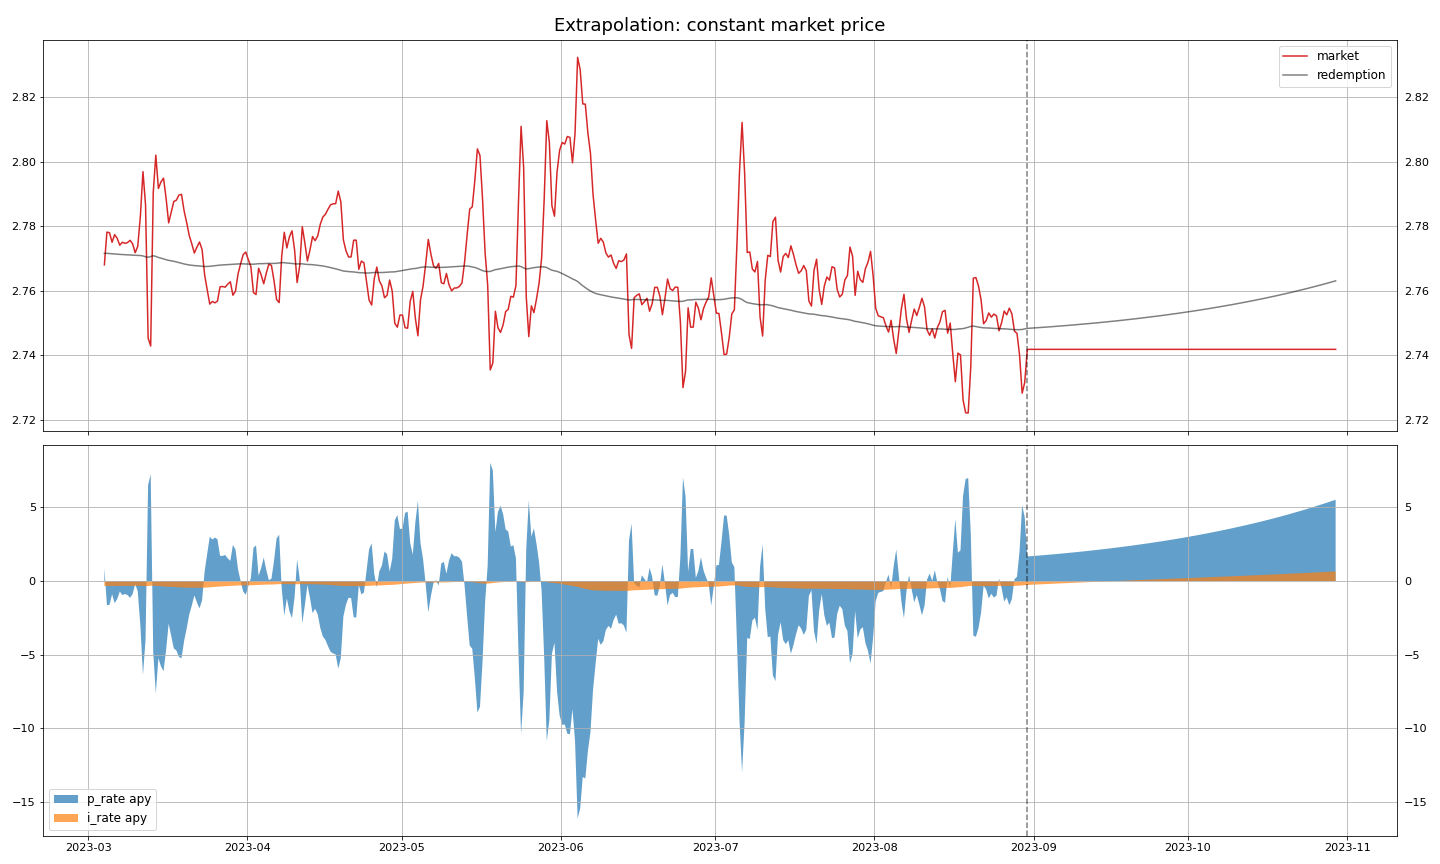 Extrapolation: constant market price
market
redemption
2.82 2.82
2.80 2.80
2.78 2.78
2.76 2.76
2.74 2.74
2.72 2.72
5 5
0 0
−5 −5
−10 −10
−15 −15
p_rate apy
i_rate apy
2023-03 2023-04 2023-05 2023-06 2023-07 2023-08 2023-09 2023-10 2023-11